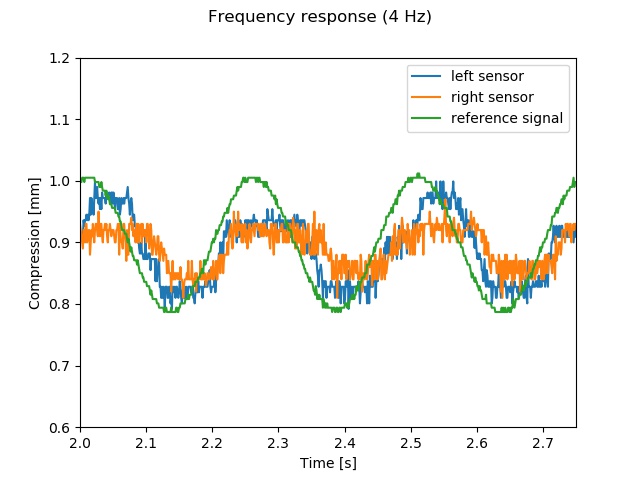 Frequency response (4 Hz)
left sensor
right sensor
reference signal
Compression [mm]
1.2
1.1
1.0
0.9
0.8
0.7
0.6
2.0
2.1
2.2
2.3
2.4
2.5
2.6
2.7
Time [s]